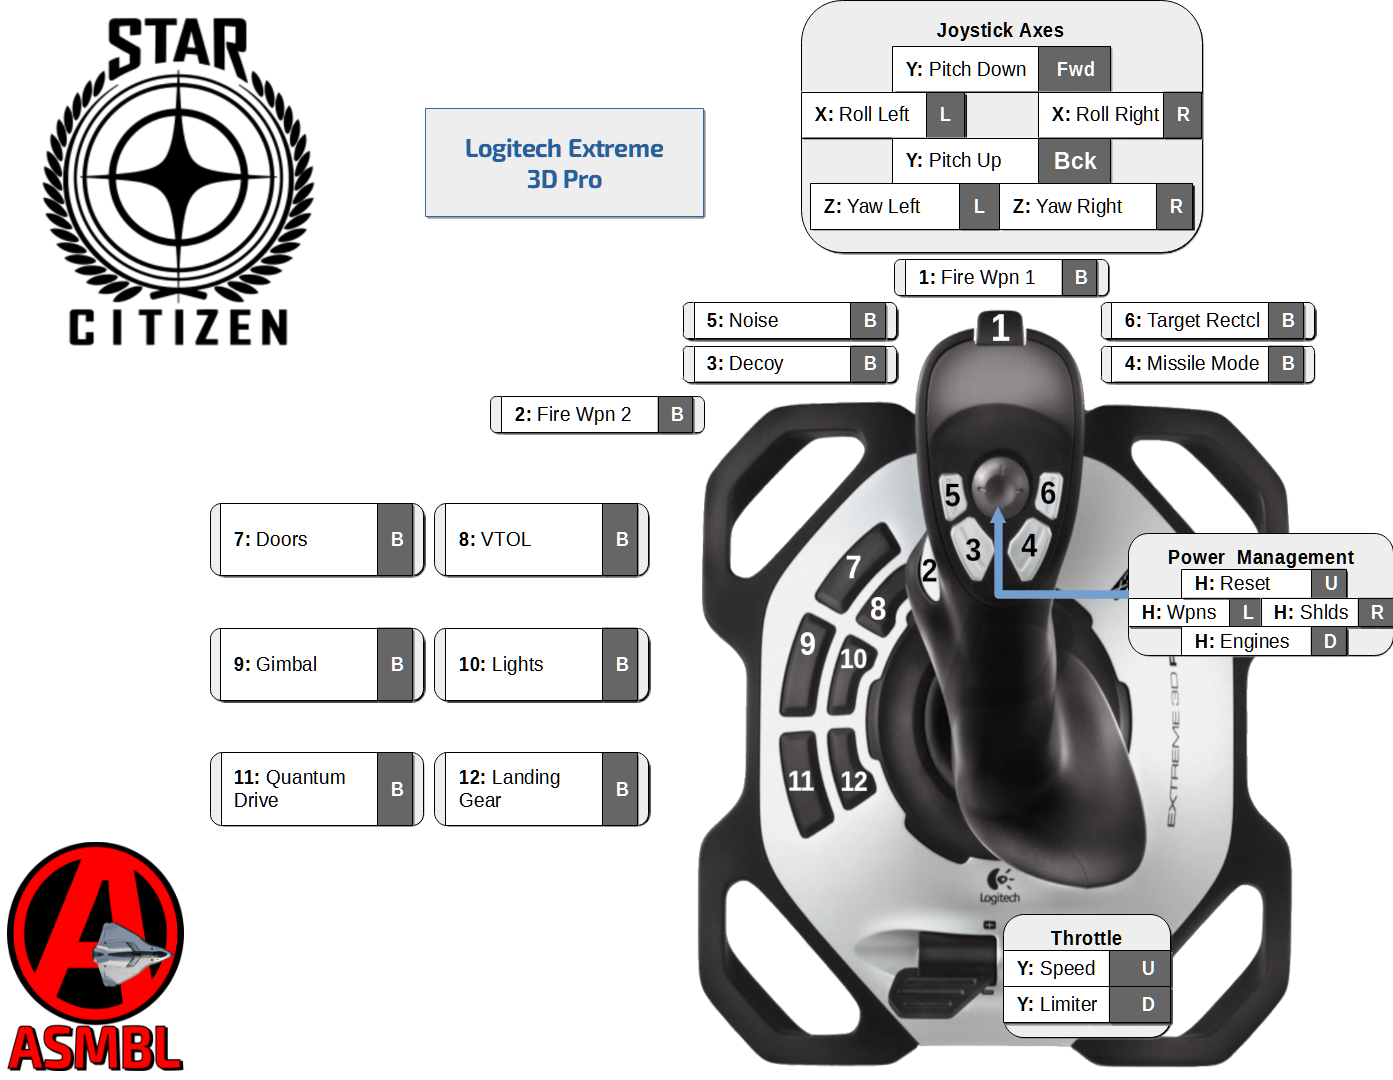 STAR
CITIZEN
Logitech Extreme
3D Pro
Joystick Axes
Y: Pitch Down Fwd
X: Roll Left L X: Roll Right R
Y: Pitch Up Bck
Z: Yaw Left L Z: Yaw Right R
1: Fire Wpn 1 B
5: Noise B
6: Target Rectcl B
3: Decoy B
4: Missile Mode B
2: Fire Wpn 2 B
7: Doors B
8: VTOL B
9: Gimbal B
10: Lights B
11: Quantum
Drive
B
12: Landing
Gear
B
1
5
6
3
4
2
7
8
9
10
11
12
Power Management
H: Reset U
H: Wpns L H: Shlds R
H: Engines D
EXTREME 3D
Logitech
Throttle
Y: Speed U
Y: Limiter D
A
ASMBL